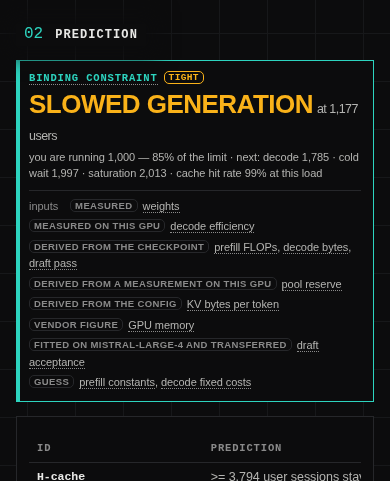 02 PREDICTION
BINDING CONSTRAINT TIGHT
SLOWED GENERATION at 1,177
users
you are running 1,000 — 85% of the limit · next: decode 1,785 · cold
wait 1,997 · saturation 2,013 · cache hit rate 99% at this load
inputs MEASURED weights
MEASURED ON THIS GPU decode efficiency
DERIVED FROM THE CHECKPOINT prefill FLOPs, decode bytes,
draft pass
DERIVED FROM A MEASUREMENT ON THIS GPU pool reserve
DERIVED FROM THE CONFIG KV bytes per token
VENDOR FIGURE GPU memory
FITTED ON MISTRAL-LARGE-4 AND TRANSFERRED draft
acceptance
GUESS prefill constants, decode fixed costs
ID PREDICTION
H-cache >= 3,794 user sessions stay